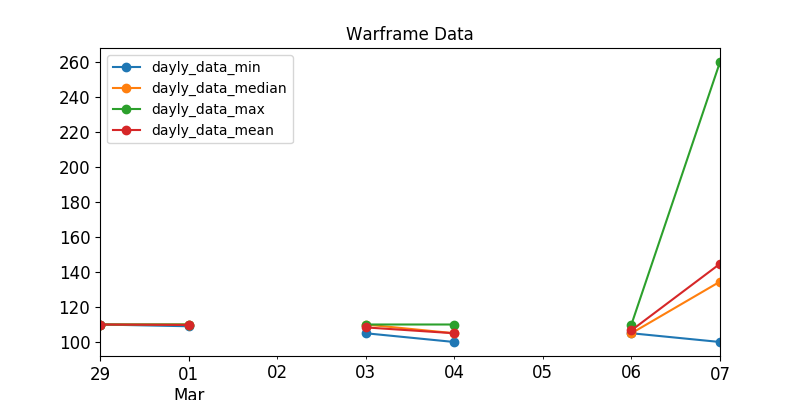 Warframe Data
dayly_data_min
dayly_data_median
dayly_data_max
dayly_data_mean
260
240
220
200
180
160
140
120
100
29 01 02 03 04 05 06 07
Mar